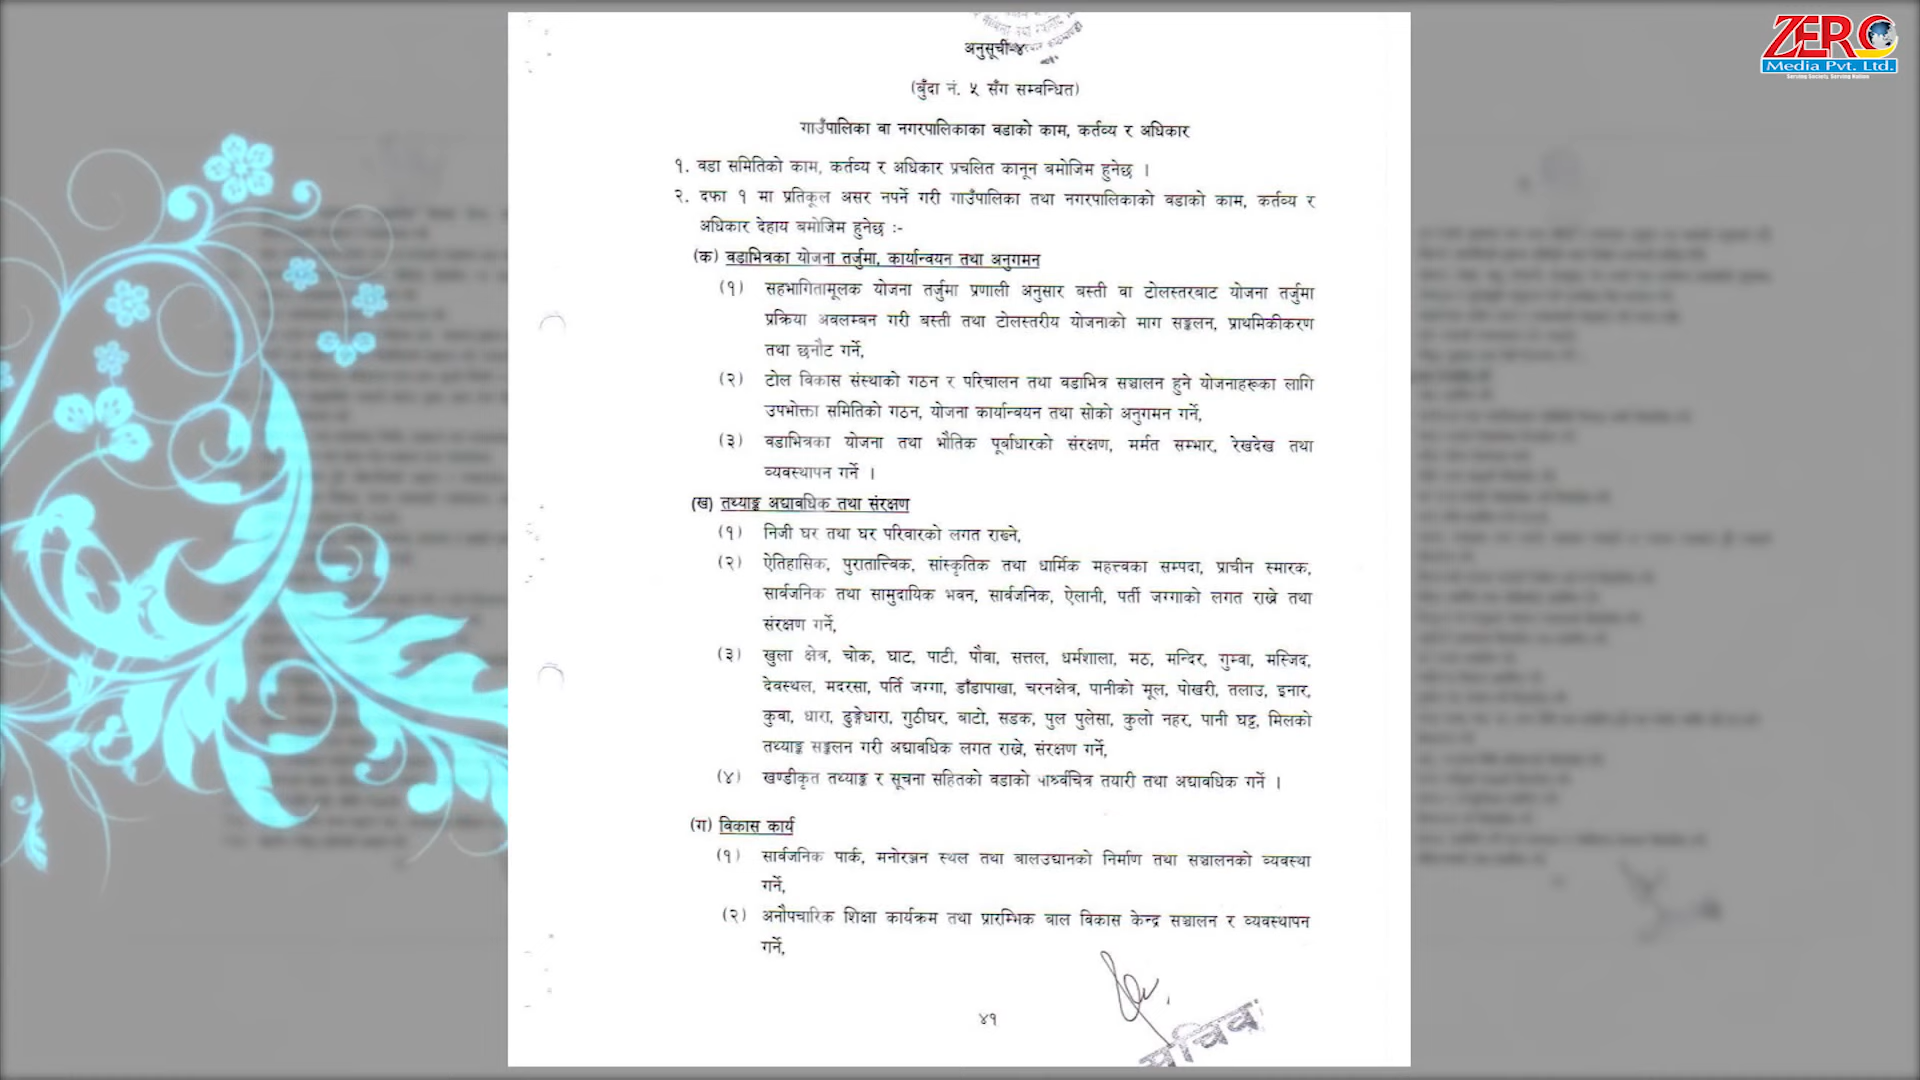 ZERO
Media Pvt. Ltd.
Serving Society, Serving Nation
अनुसूची-४
(बुँदा नं. ५ सँग सम्बन्धित)
गाउँपालिका वा नगरपालिकाका वडाको काम, कर्तव्य र अधिकार
१. वडा समितिको काम, कर्तव्य र अधिकार प्रचलित कानून बमोजिम हुनेछ ।
२. दफा १ मा प्रतिकूल असर नपर्ने गरी गाउँपालिका तथा नगरपालिकाको वडाको काम, कर्तव्य र
अधिकार देहाय बमोजिम हुनेछ :-
(क) वडाभित्रका योजना तर्जुमा, कार्यान्वयन तथा अनुगमन
(१) सहभागितामूलक योजना तर्जुमा प्रणाली अनुसार बस्ती वा टोलस्तरबाट योजना तर्जुमा
प्रक्रिया अवलम्बन गरी बस्ती तथा टोलस्तरीय योजनाको माग सङ्कलन, प्राथमिकीकरण
तथा छनौट गर्ने,
(२) टोल विकास संस्थाको गठन र परिचालन तथा वडाभित्र सञ्चालन हुने योजनाहरूका लागि
उपभोक्ता समितिको गठन, योजना कार्यान्वयन तथा सोको अनुगमन गर्ने,
(३) वडाभित्रका योजना तथा भौतिक पूर्वाधारको संरक्षण, मर्मत सम्भार, रेखदेख तथा
व्यवस्थापन गर्ने ।
(ख) तथ्याङ्क अद्यावधिक तथा संरक्षण
(१) निजी घर तथा घर परिवारको लगत राख्ने,
(२) ऐतिहासिक, पुरातात्त्विक, सांस्कृतिक तथा धार्मिक महत्त्वका सम्पदा, प्राचीन स्मारक,
सार्वजनिक तथा सामुदायिक भवन, सार्वजनिक, ऐलानी, पर्ती जग्गाको लगत राख्ने तथा
संरक्षण गर्ने,
(३) खुला क्षेत्र, चोक, घाट, पाटी, पौवा, सत्तल, धर्मशाला, मठ, मन्दिर, गुम्वा, मस्जिद,
देवस्थल, मदरसा, पर्ति जग्गा, डाँडापाखा, चरनक्षेत्र, पानीको मूल, पोखरी, तलाउ, इनार,
कुवा, धारा, ढुङ्गेधारा, गुठीघर, बाटो, सडक, पुल पुलेसा, कुलो नहर, पानी घट्ट, मिलको
तथ्याङ्क सङ्कलन गरी अद्यावधिक लगत राख्ने, संरक्षण गर्ने,
(४) खण्डीकृत तथ्याङ्क र सूचना सहितको वडाको पार्श्वचित्र तयारी तथा अद्यावधिक गर्ने ।
(ग) विकास कार्य
(१) सार्वजनिक पार्क, मनोरञ्जन स्थल तथा बालउद्यानको निर्माण तथा सञ्चालनको व्यवस्था
गर्ने,
(२) अनौपचारिक शिक्षा कार्यक्रम तथा प्रारम्भिक बाल विकास केन्द्र सञ्चालन र व्यवस्थापन
गर्ने,
४१
सचिव